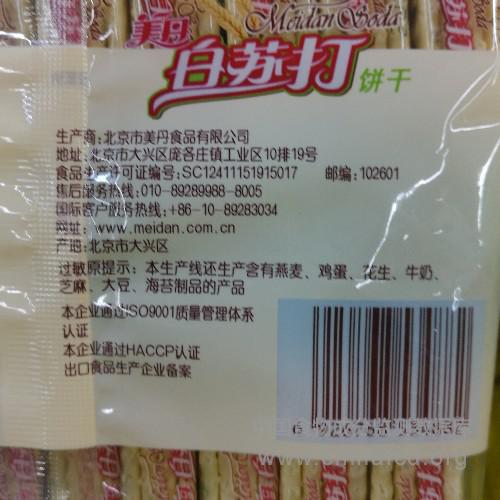 Meidan Soda
美丹
白苏打 饼干
生产商:北京市美丹食品有限公司
地址:北京市大兴区庞各庄镇工业区10排19号
食品生产许可证编号:SC12411151915017 邮编:102601
售后服务热线:010-89289988-8005
国际客户服务热线:+86-10-89283034
网址: www.meidan.com.cn
产地:北京市大兴区
过敏原提示:本生产线还生产含有燕麦、鸡蛋、花生、牛奶、
芝麻、大豆、海苔制品的产品
本企业通过ISO9001质量管理体系
认证
本企业通过HACCP认证
出口食品生产企业备案